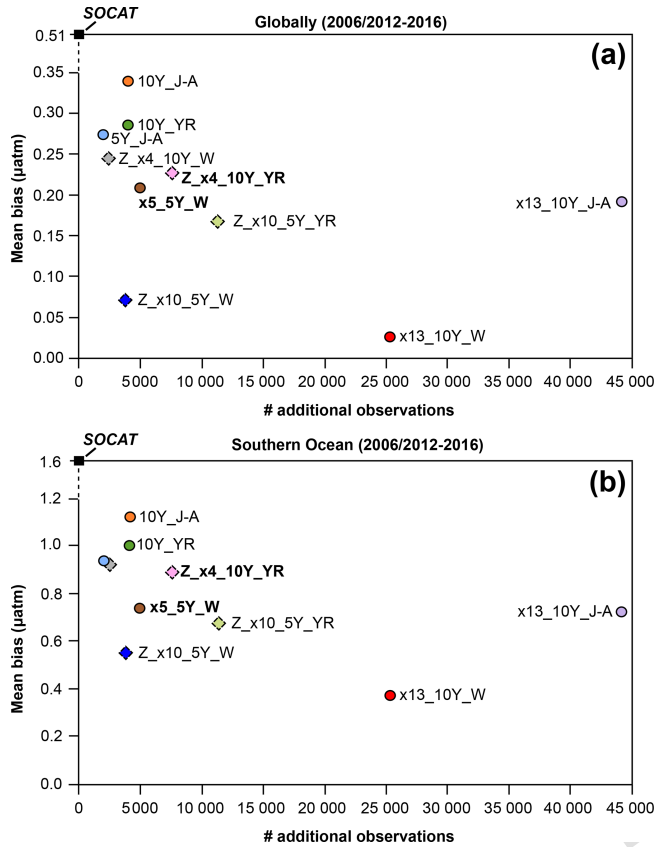 SOCAT
Globally (2006/2012-2016)
(a)
0.51
0.35
0.30
0.25
0.20
0.15
0.10
0.05
0.00
Mean bias (µatm)
10Y_J-A
10Y_YR
5Y_J-A
Z_x4_10Y_W
Z_x4_10Y_YR
x5_5Y_W
x13_10Y_J-A
Z_x10_5Y_YR
Z_x10_5Y_W
x13_10Y_W
0 5000 10 000 15 000 20 000 25 000 30 000 35 000 40 000 45 000
# additional observations
SOCAT
Southern Ocean (2006/2012-2016)
(b)
1.6
1.2
1.0
0.8
0.6
0.4
0.2
0.0
Mean bias (µatm)
10Y_J-A
10Y_YR
Z_x4_10Y_YR
x5_5Y_W
x13_10Y_J-A
Z_x10_5Y_YR
Z_x10_5Y_W
x13_10Y_W
0 5000 10 000 15 000 20 000 25 000 30 000 35 000 40 000 45 000
# additional observations